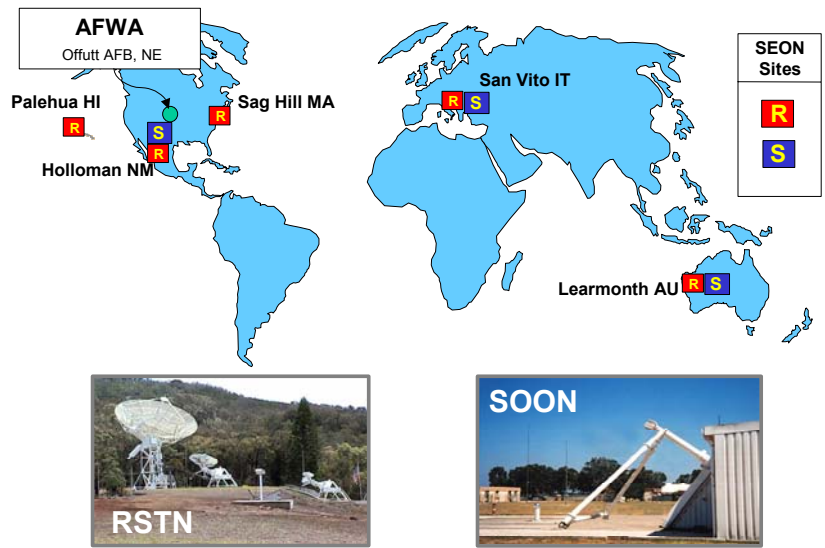 AFWA
Offutt AFB, NE
SEON
Sites
R
S
Palehua HI
R
Sag Hill MA
R
S
R
Holloman NM
San Vito IT
R
S
Learmonth AU
R
S
RSTN
SOON